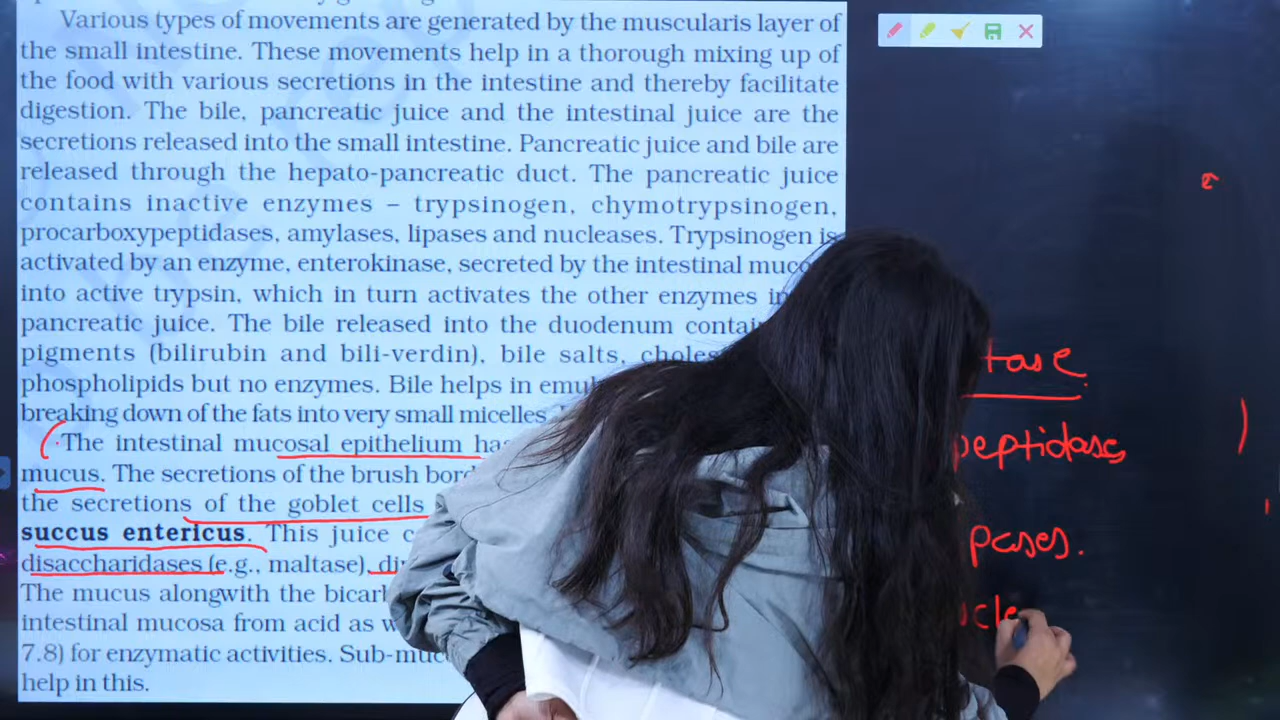 Various types of movements are generated by the muscularis layer of
the small intestine. These movements help in a thorough mixing up of
the food with various secretions in the intestine and thereby facilitate
digestion. The bile, pancreatic juice and the intestinal juice are the
secretions released into the small intestine. Pancreatic juice and bile are
released through the hepato-pancreatic duct. The pancreatic juice
contains inactive enzymes – trypsinogen, chymotrypsinogen,
procarboxypeptidases, amylases, lipases and nucleases. Trypsinogen is
activated by an enzyme, enterokinase, secreted by the intestinal muco
into active trypsin, which in turn activates the other enzymes in
pancreatic juice. The bile released into the duodenum contai
pigments (bilirubin and bili-verdin), bile salts, choles
phospholipids but no enzymes. Bile helps in emul
breaking down of the fats into very small micelles.
The intestinal mucosal epithelium has
mucus. The secretions of the brush bord
the secretions of the goblet cells
succus entericus. This juice c
disaccharidases (e.g., maltase), di
The mucus alongwith the bicarb
intestinal mucosa from acid as w
7.8) for enzymatic activities. Sub-muc
help in this.
tase
peptidases
pases.
ucle